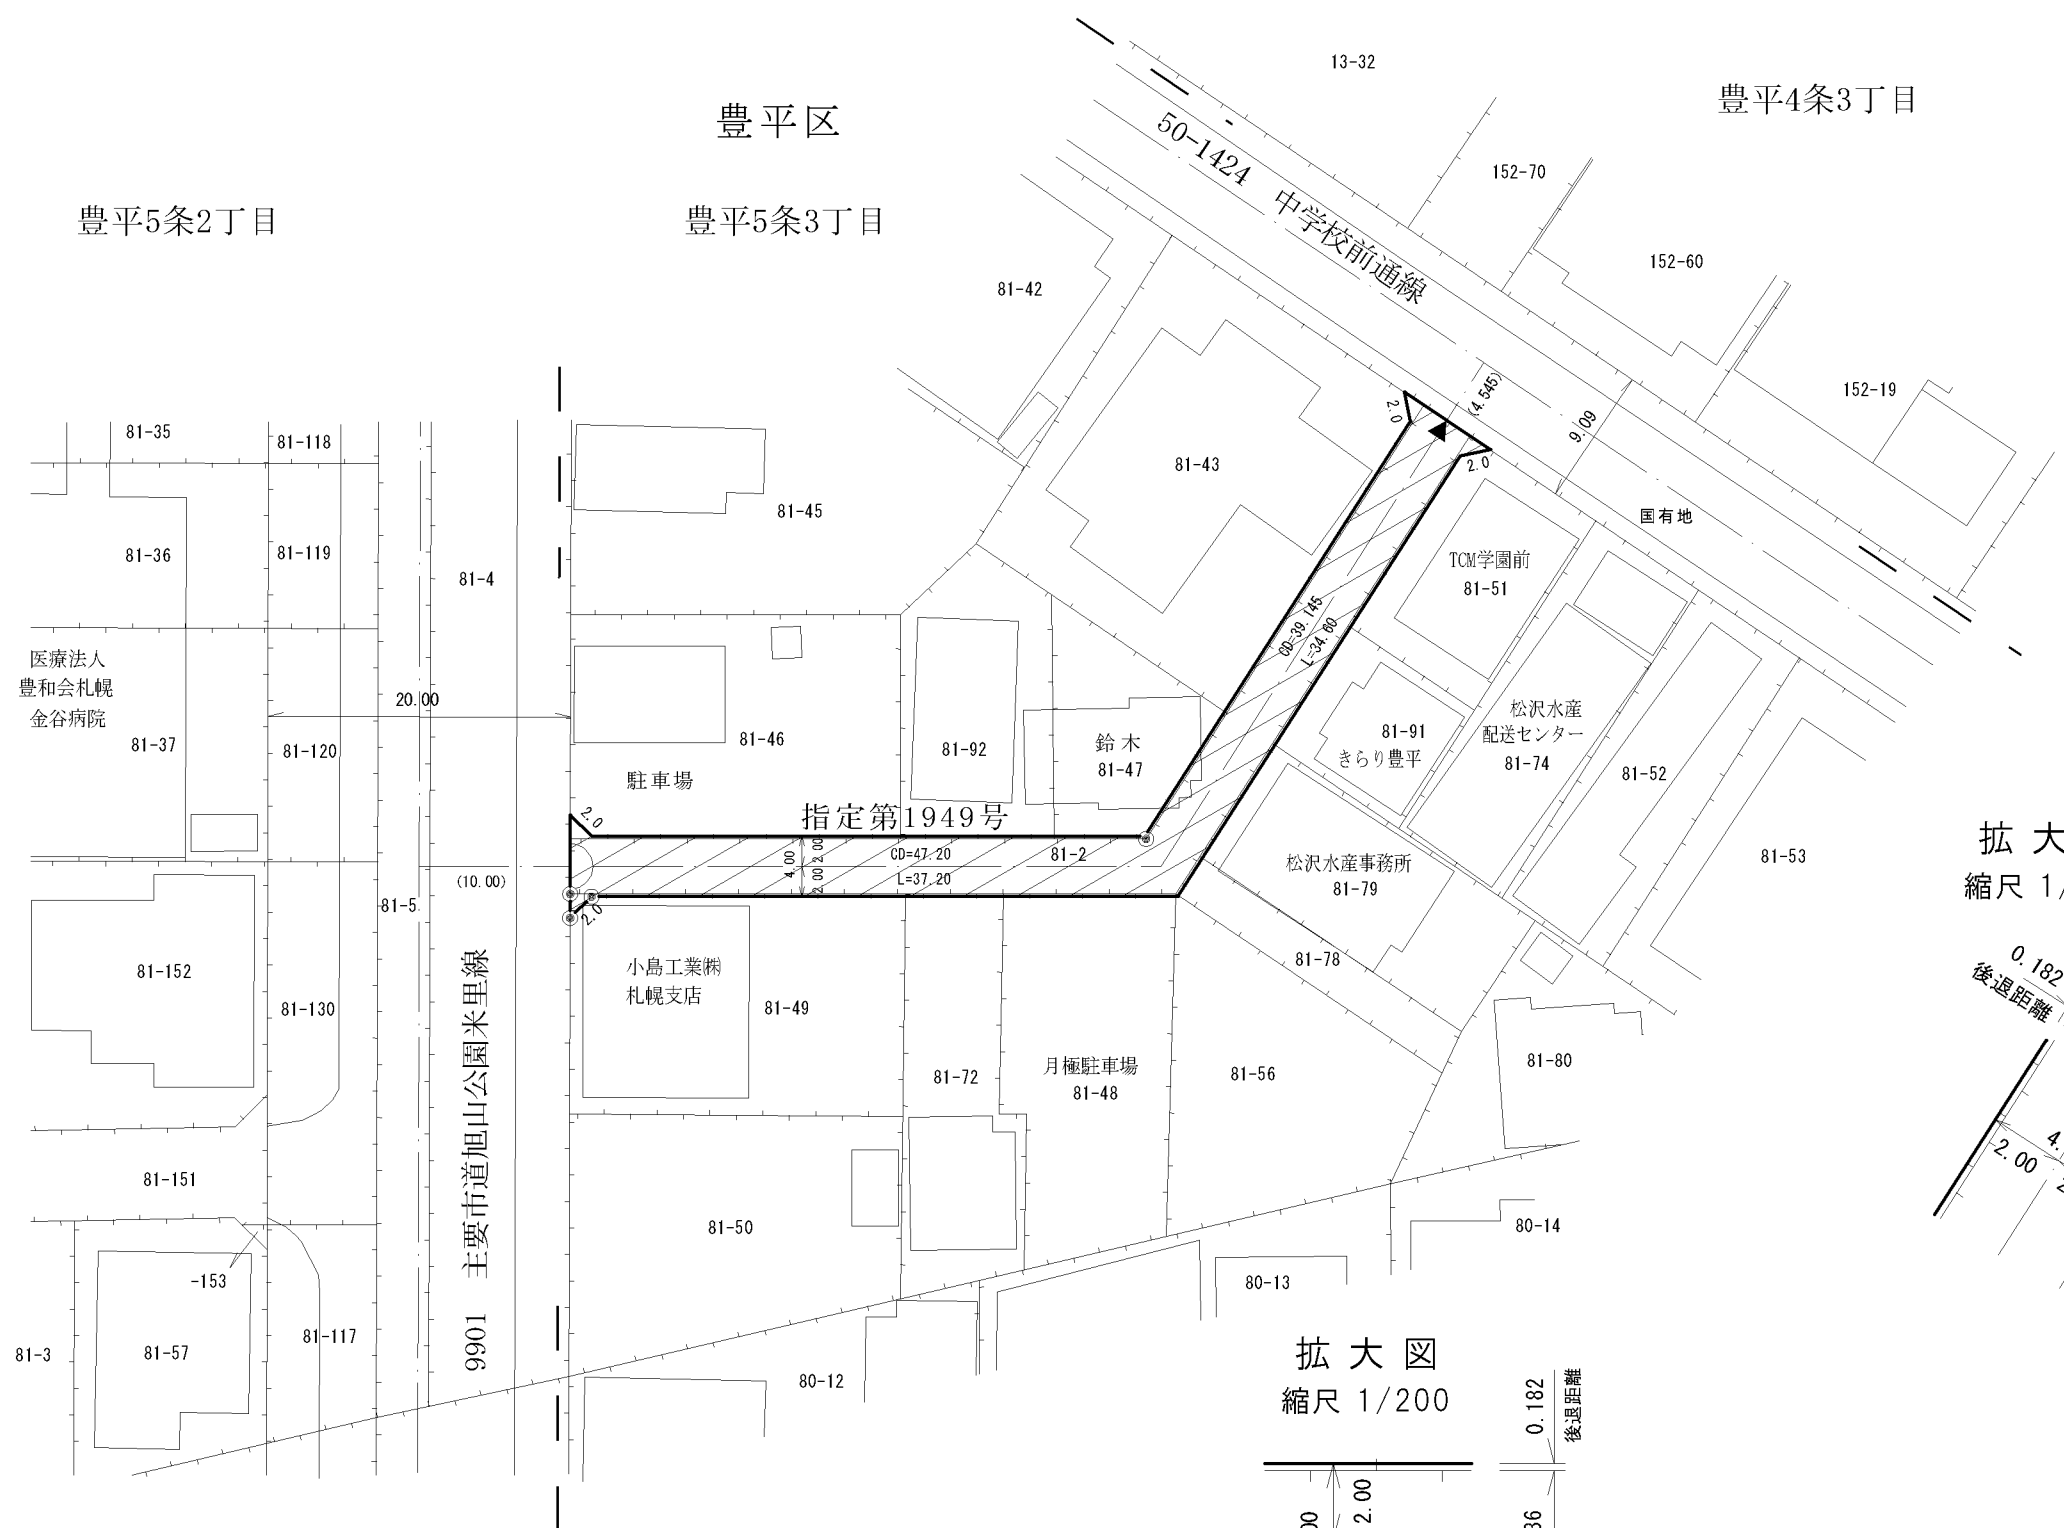 豊平区
豊平5条2丁目
豊平5条3丁目
豊平4条3丁目
13-32
152-70
152-60
152-19
50-1424 中学校前通線
81-42
81-43
81-45
81-35
81-118
81-36
81-119
81-4
医療法人
豊和会札幌
金谷病院
81-37
81-120
20.00
81-46
駐車場
81-92
鈴木
81-47
2.0
2.0
(4.545)
9.09
国有地
TCM学園前
81-51
CD=39.145
L=34.60
81-91
きらり豊平
松沢水産
配送センター
81-74
81-52
81-53
指定第1949号
2.0
4.00
2.00
2.00
CD=47.20
L=37.20
81-2
(10.00)
2.0
81-5
松沢水産事務所
81-79
81-78
81-152
81-130
小島工業㈱
札幌支店
81-49
81-72
月極駐車場
81-48
81-56
81-80
81-151
81-50
80-14
-153
80-13
81-3
81-57
81-117
80-12
9901 主要市道旭山公園米里線
拡大
縮尺 1/
0.182
後退距離
4.
2.00
拡大図
縮尺 1/200
0.182
後退距離
2.00
00
36